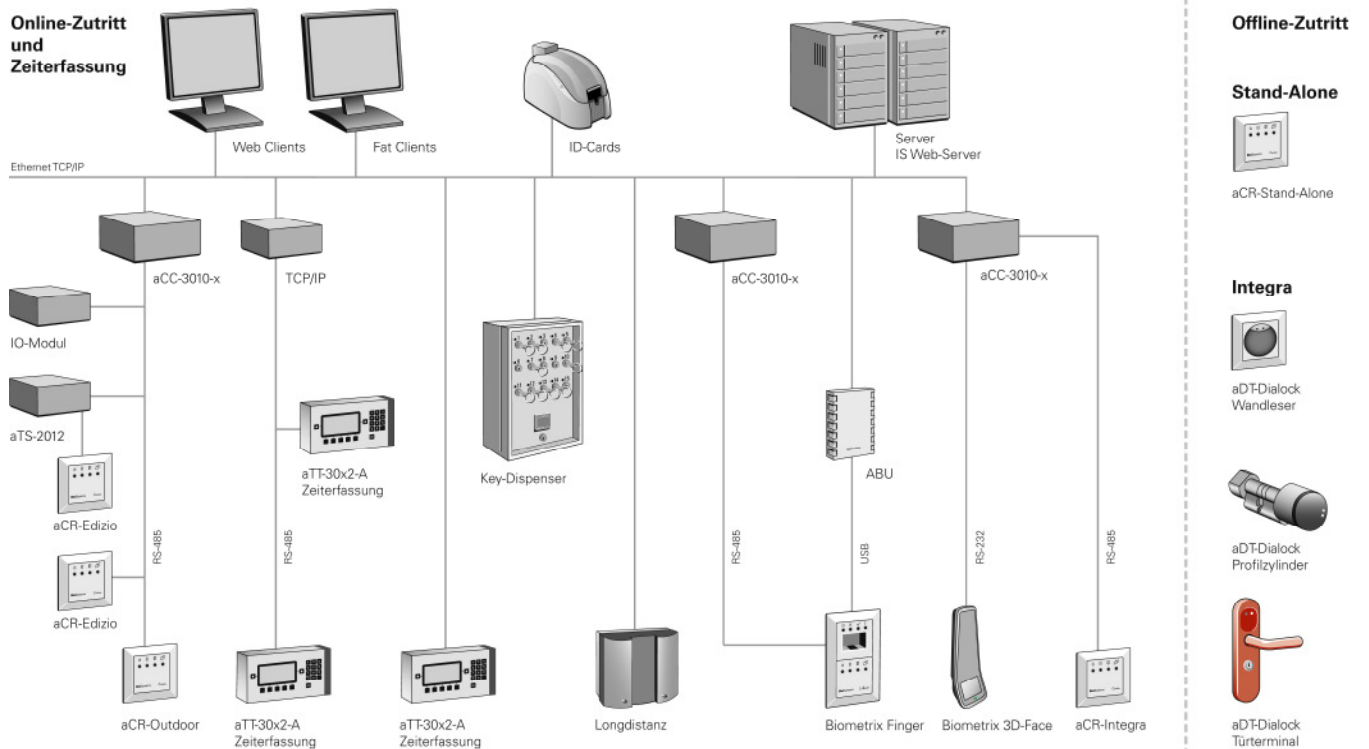 Online-Zutritt
und
Zeiterfassung
Offline-Zutritt
Stand-Alone
Web Clients
Fat Clients
ID-Cards
Server
IS Web-Server
Ethernet TCP/IP
aCR-Stand-Alone
aCC-3010-x
TCP/IP
aCC-3010-x
aCC-3010-x
Integra
IO-Modul
aDT-Dialock
Wandleser
aTS-2012
aTT-30x2-A
Zeiterfassung
Key-Dispenser
ABU
aCR-Edizio
RS-485
RS-485
RS-485
USB
RS-232
RS-485
aDT-Dialock
Profilzylinder
aCR-Edizio
aCR-Outdoor
aTT-30x2-A
Zeiterfassung
aTT-30x2-A
Zeiterfassung
Longdistanz
Biometrix Finger
Biometrix 3D-Face
aCR-Integra
aDT-Dialock
Türterminal